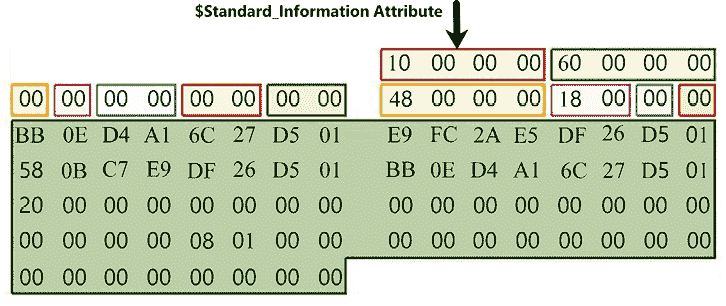 $Standard_Information Attribute
10 00 00 00 60 00 00 00
00 00 00 00 00 00 00 00 48 00 00 00 18 00 00 00
BB 0E D4 A1 6C 27 D5 01 E9 FC 2A E5 DF 26 D5 01
58 0B C7 E9 DF 26 D5 01 BB 0E D4 A1 6C 27 D5 01
20 00 00 00 00 00 00 00 00 00 00 00 00 00 00 00
00 00 00 00 08 01 00 00 00 00 00 00 00 00 00 00
00 00 00 00 00 00 00 00